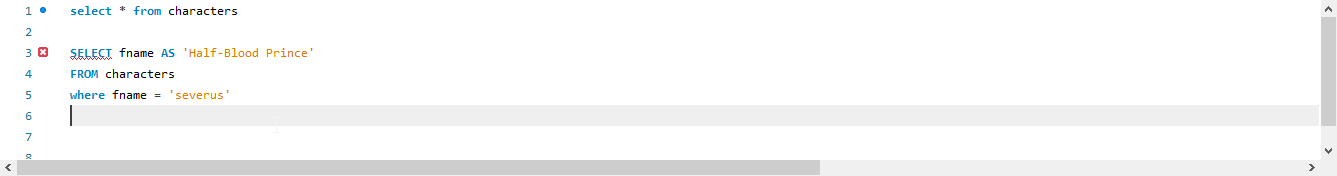 1 select * from characters
2
3 SELECT fname AS 'Half-Blood Prince'
4 FROM characters
5 where fname = 'severus'
6
7
8